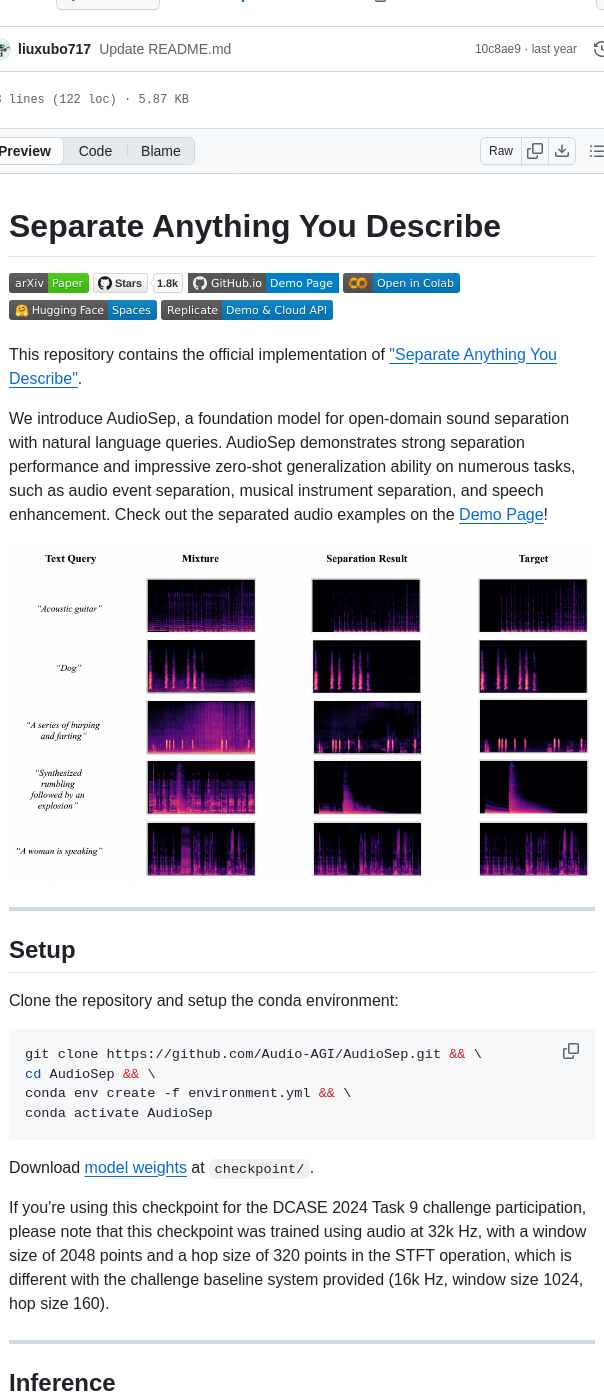 liuxubo717 Update README.md 10c8ae9 · last year
lines (122 loc) · 5.87 KB
Preview Code Blame Raw
Separate Anything You Describe
arXiv Paper Stars 1.8k GitHub.io Demo Page Open in Colab
Hugging Face Spaces Replicate Demo & Cloud API
This repository contains the official implementation of "Separate Anything You
Describe".
We introduce AudioSep, a foundation model for open-domain sound separation
with natural language queries. AudioSep demonstrates strong separation
performance and impressive zero-shot generalization ability on numerous tasks,
such as audio event separation, musical instrument separation, and speech
enhancement. Check out the separated audio examples on the Demo Page!
Text Query Mixture Separation Result Target
"Acoustic guitar"
"Dog"
"A series of burping
and farting"
"Synthesized
rumbling
followed by an
explosion"
"A woman is speaking"
Setup
Clone the repository and setup the conda environment:
git clone https://github.com/Audio-AGI/AudioSep.git && \
cd AudioSep && \
conda env create -f environment.yml && \
conda activate AudioSep
Download model weights at checkpoint/.
If you're using this checkpoint for the DCASE 2024 Task 9 challenge participation,
please note that this checkpoint was trained using audio at 32k Hz, with a window
size of 2048 points and a hop size of 320 points in the STFT operation, which is
different with the challenge baseline system provided (16k Hz, window size 1024,
hop size 160).
Inference